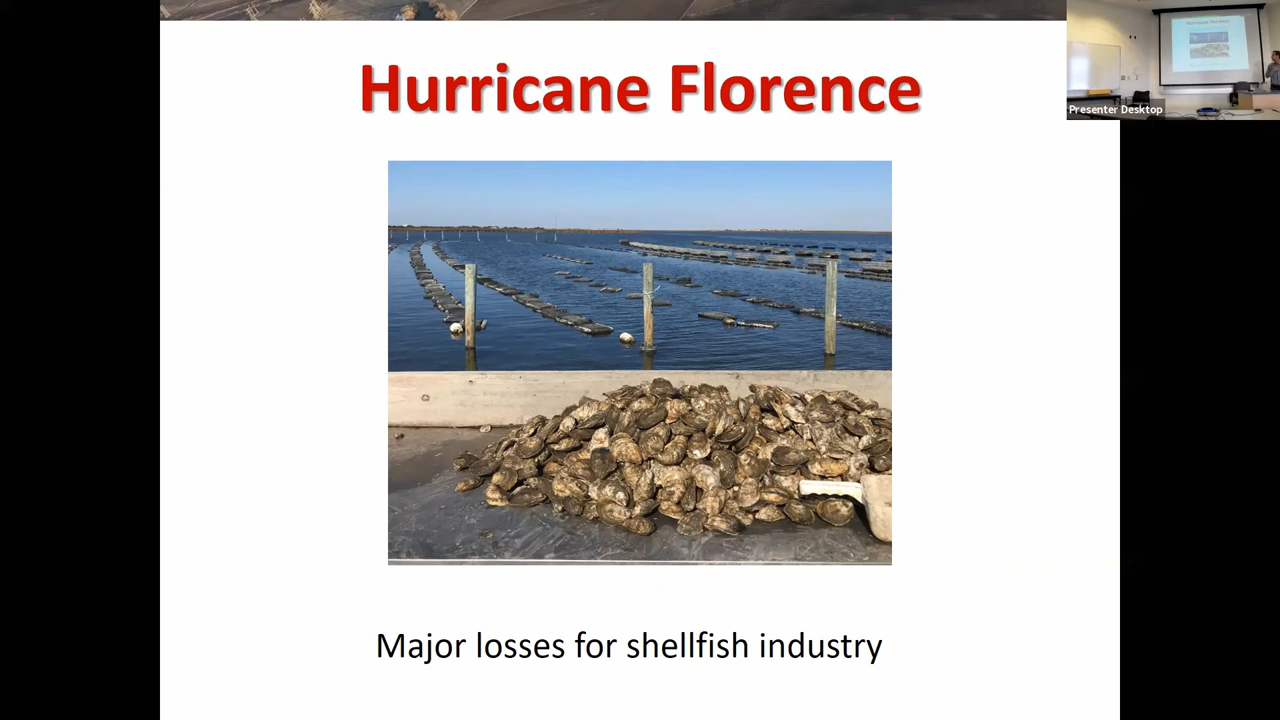 Hurricane Florence
Presenter Desktop
Major losses for shellfish industry